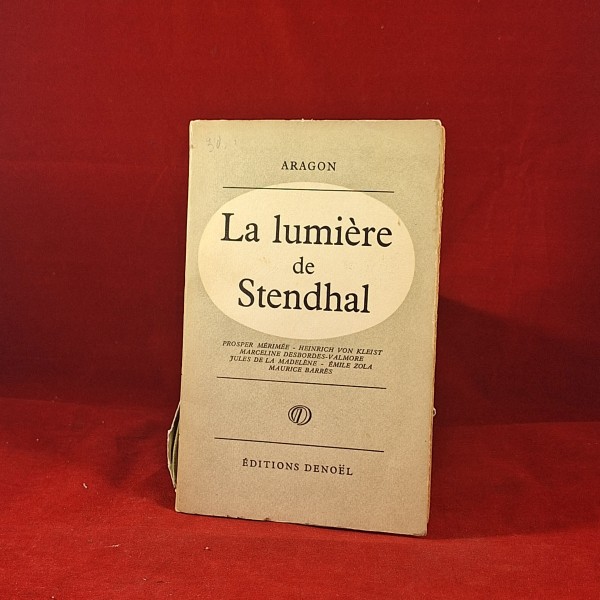 ARAGON
La lumière
de
Stendhal
PROSPER MÉRIMÉE - HEINRICH VON KLEIST
MARCELINE DESBORDES-VALMORE
JULES DE LA MADELÈNE - ÉMILE ZOLA
MAURICE BARRÈS
ÉDITIONS DENOËL